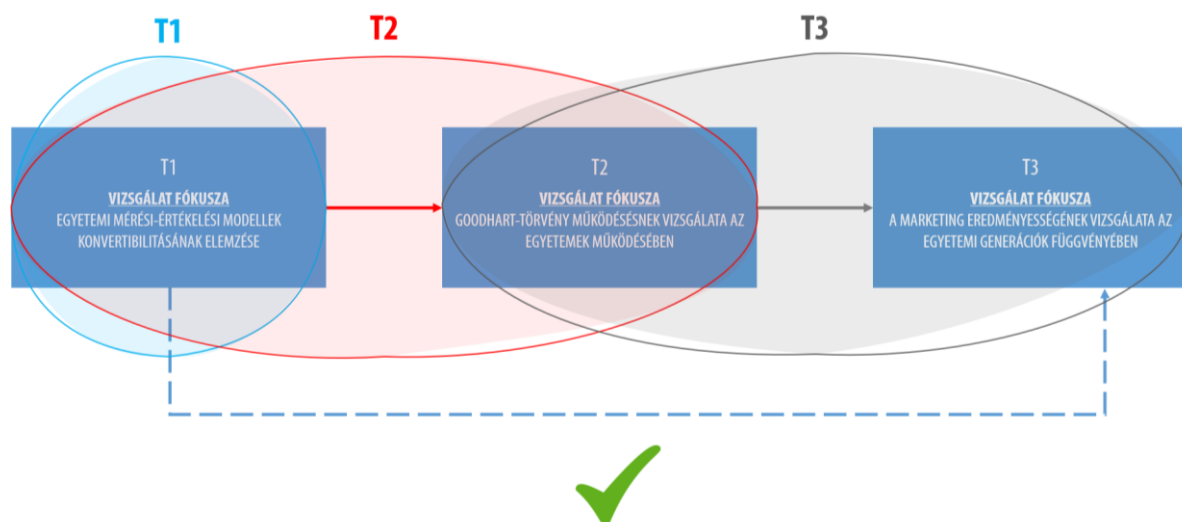 T1
T2
T3
T1
VIZSGÁLAT FÓKUSZA
EGYETEMI MÉRÉSI-ÉRTÉKELÉSI MODELLEK
KONVERTIBILITÁSÁNAK ELEMZÉSE
T2
VIZSGÁLAT FÓKUSZA
GOODHART-TÖRVÉNY MŰKÖDÉSÉSNEK VIZSGÁLATA AZ
EGYETEMEK MŰKÖDÉSÉBEN
T3
VIZSGÁLAT FÓKUSZA
A MARKETING EREDMÉNYESSÉGÉNEK VIZSGÁLATA AZ
EGYETEMI GENERÁCIÓK FÜGGVÉNYÉBEN